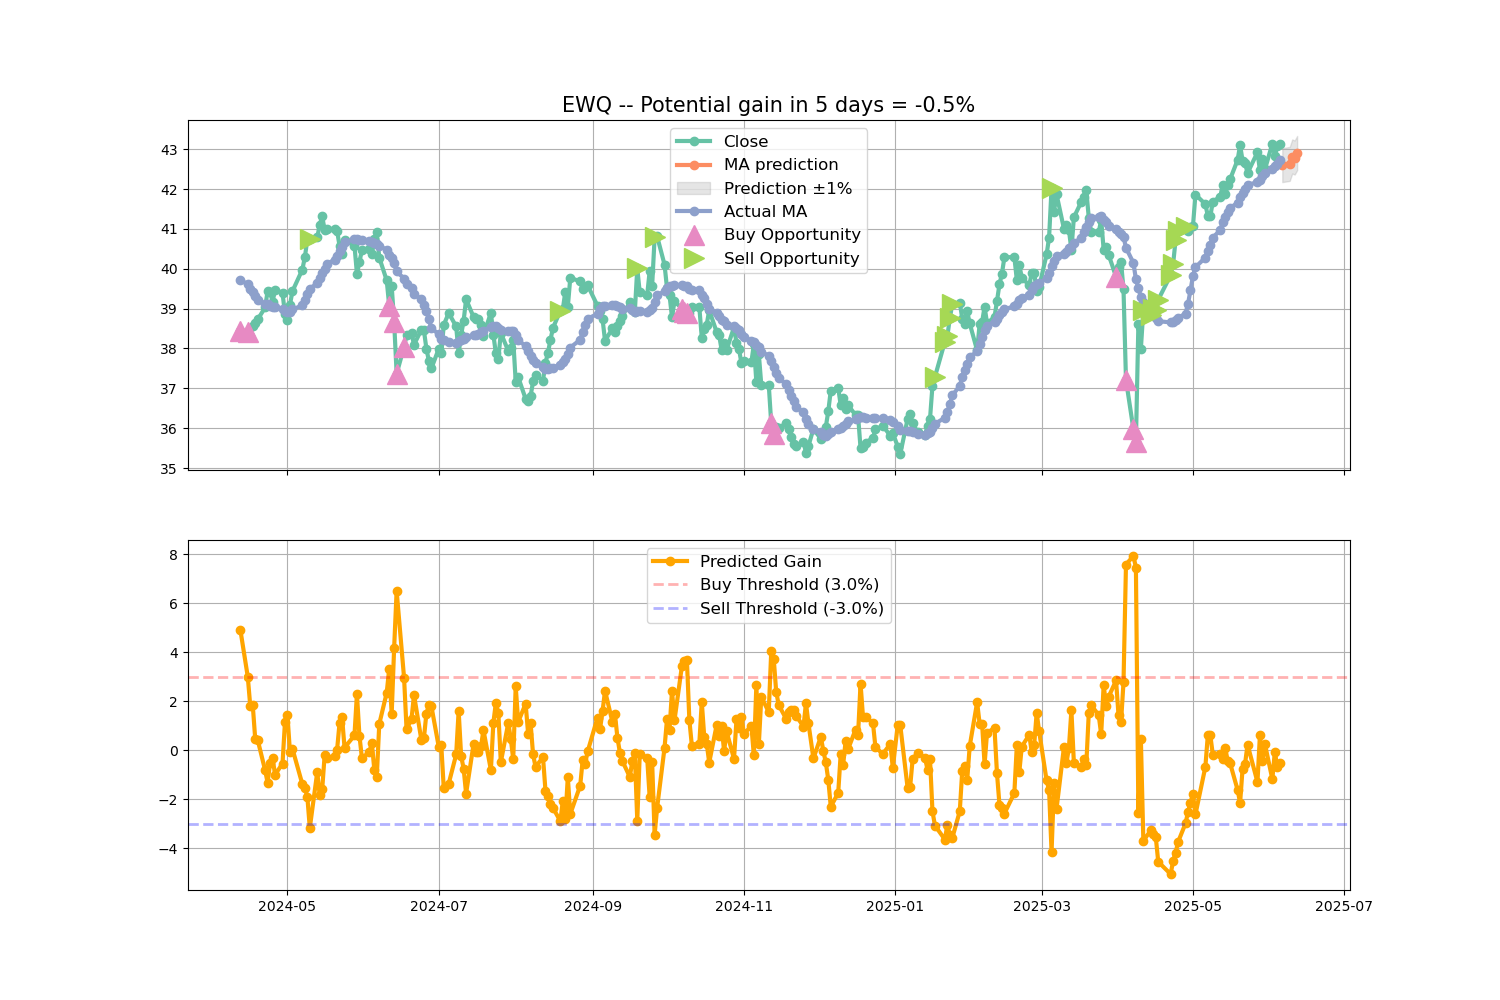 EWQ -- Potential gain in 5 days = -0.5%
43
42
41
40
39
38
37
36
35
Close
MA prediction
Prediction ±1%
Actual MA
Buy Opportunity
Sell Opportunity
8
6
4
2
0
−2
−4
Predicted Gain
Buy Threshold (3.0%)
Sell Threshold (-3.0%)
2024-05
2024-07
2024-09
2024-11
2025-01
2025-03
2025-05
2025-07